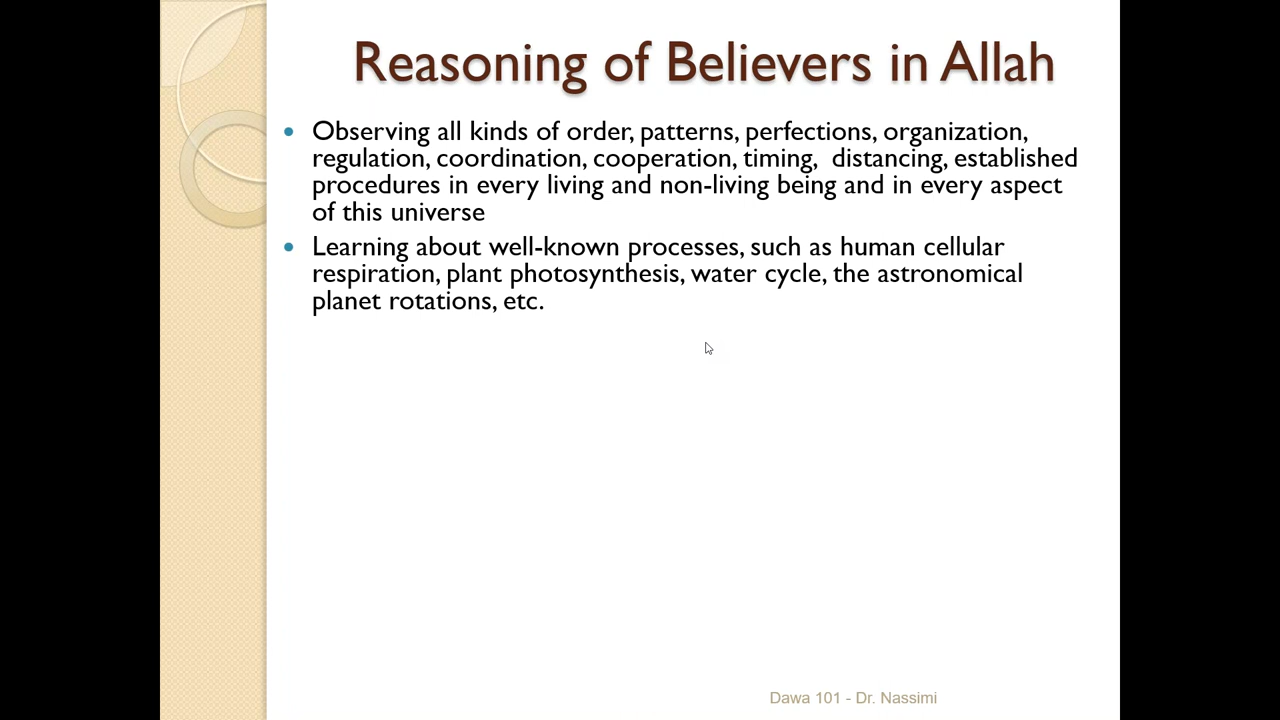 Reasoning of Believers in Allah
• Observing all kinds of order, patterns, perfections, organization,
regulation, coordination, cooperation, timing,  distancing, established
procedures in every living and non-living being and in every aspect
of this universe
• Learning about well-known processes, such as human cellular
respiration, plant photosynthesis, water cycle, the astronomical
planet rotations, etc.
Dawa 101 - Dr. Nassimi